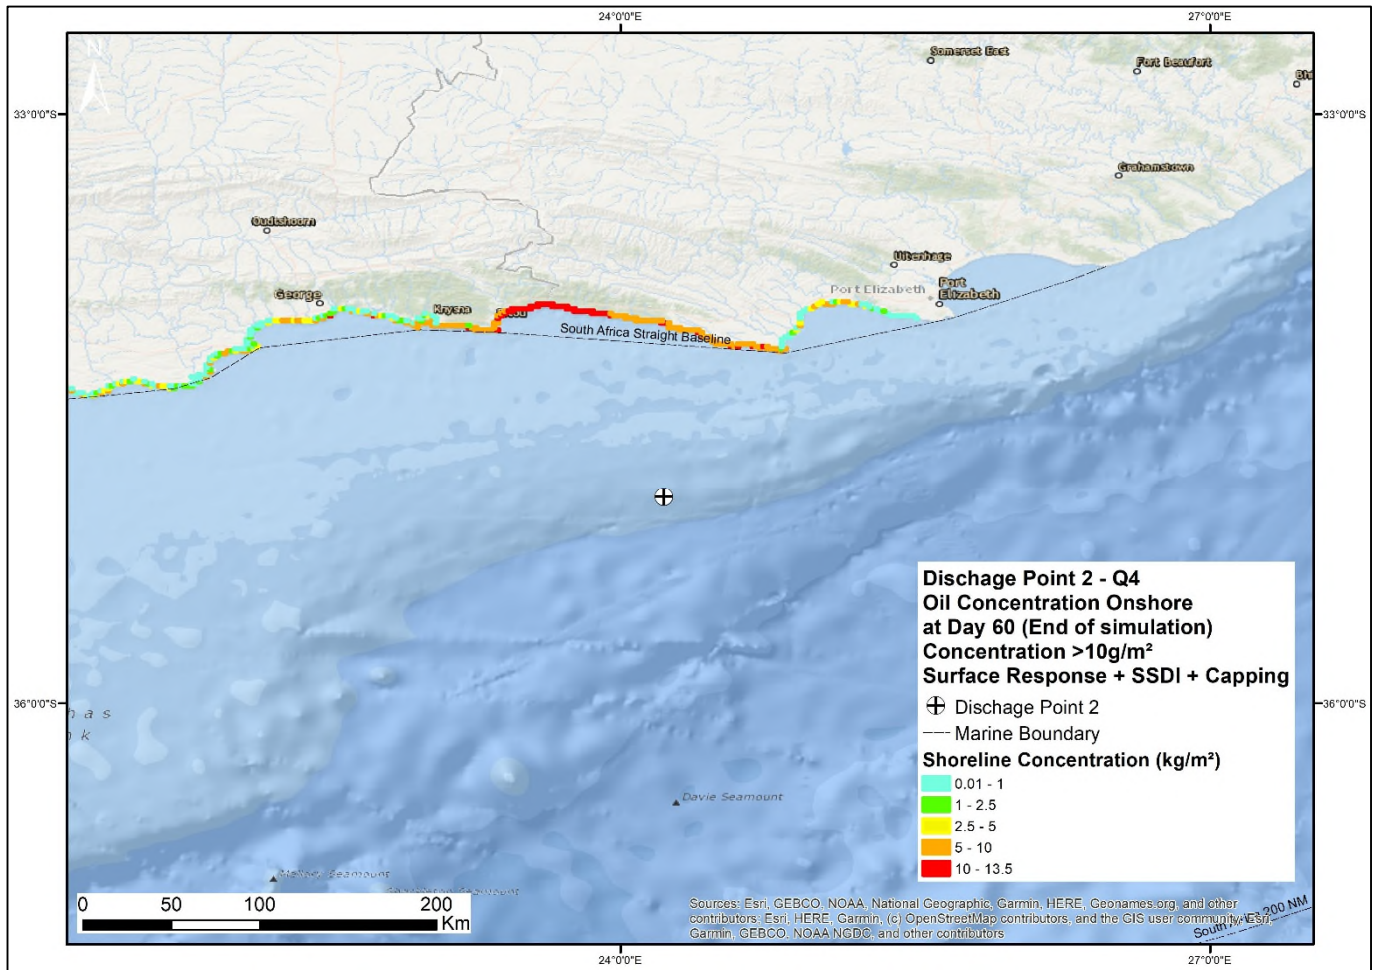 24°0'0"E
27°0'0"E
N
Somerset East
Fort Beaufort
33°0'0"S
33°0'0"S
Grahamstown
Oudtshoorn
Uitenhage
Port Elizabeth
Port
Elizabeth
George
Knysna
South Africa Straight Baseline
Dischage Point 2 - Q4
Oil Concentration Onshore
at Day 60 (End of simulation)
Concentration >10g/m²
Surface Response + SSDI + Capping
Dischage Point 2
Marine Boundary
Shoreline Concentration (kg/m²)
0.01 - 1
1 - 2.5
2.5 - 5
5 - 10
10 - 13.5
36°0'0"S
36°0'0"S
Davie Seamount
Mallory Seamount
0 50 100 200
Km
Sources: Esri, GEBCO, NOAA, National Geographic, Garmin, HERE, Geonames.org, and other
contributors: Esri, HERE, Garmin, (c) OpenStreetMap contributors, and the GIS user community, Esri,
Garmin, GEBCO, NOAA NGDC, and other contributors
South Africa 200 NM
24°0'0"E
27°0'0"E